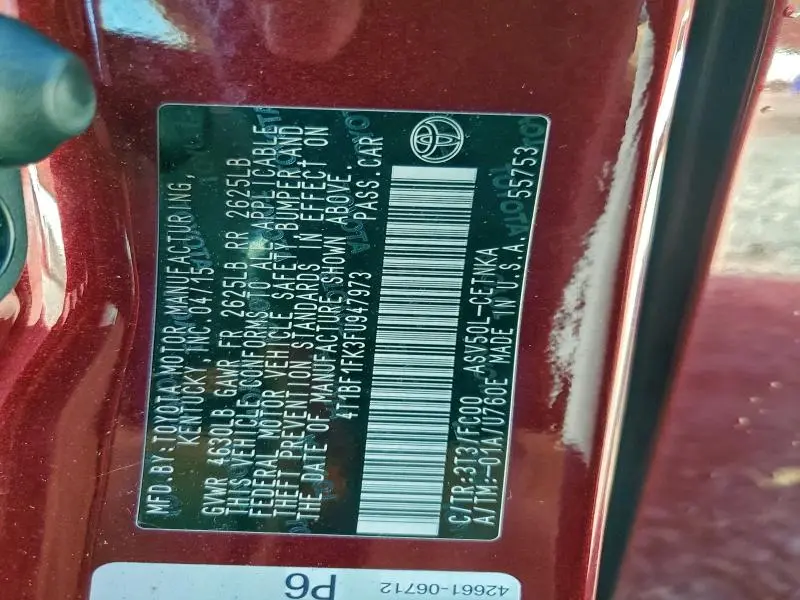 MFD.BY:TOYOTA MOTOR MANUFACTURING,
KENTUCKY, INC. 04/15
GVWR 4630LB GAWR FR 2625LB RR 2625LB
THIS VEHICLE CONFORMS TO ALL APPLICABLE
FEDERAL MOTOR VEHICLE SAFETY, BUMPER, AND
THEFT PREVENTION STANDARDS IN EFFECT ON
THE DATE OF MANUFACTURE SHOWN ABOVE.
4T1BF1FK3FU947973 PASS.CAR
C/TR:3T3/FC00 ASV50L-CETNKA
A/TM:-01A/U760E MADE IN U.S.A. 55753
P6
42661-06712